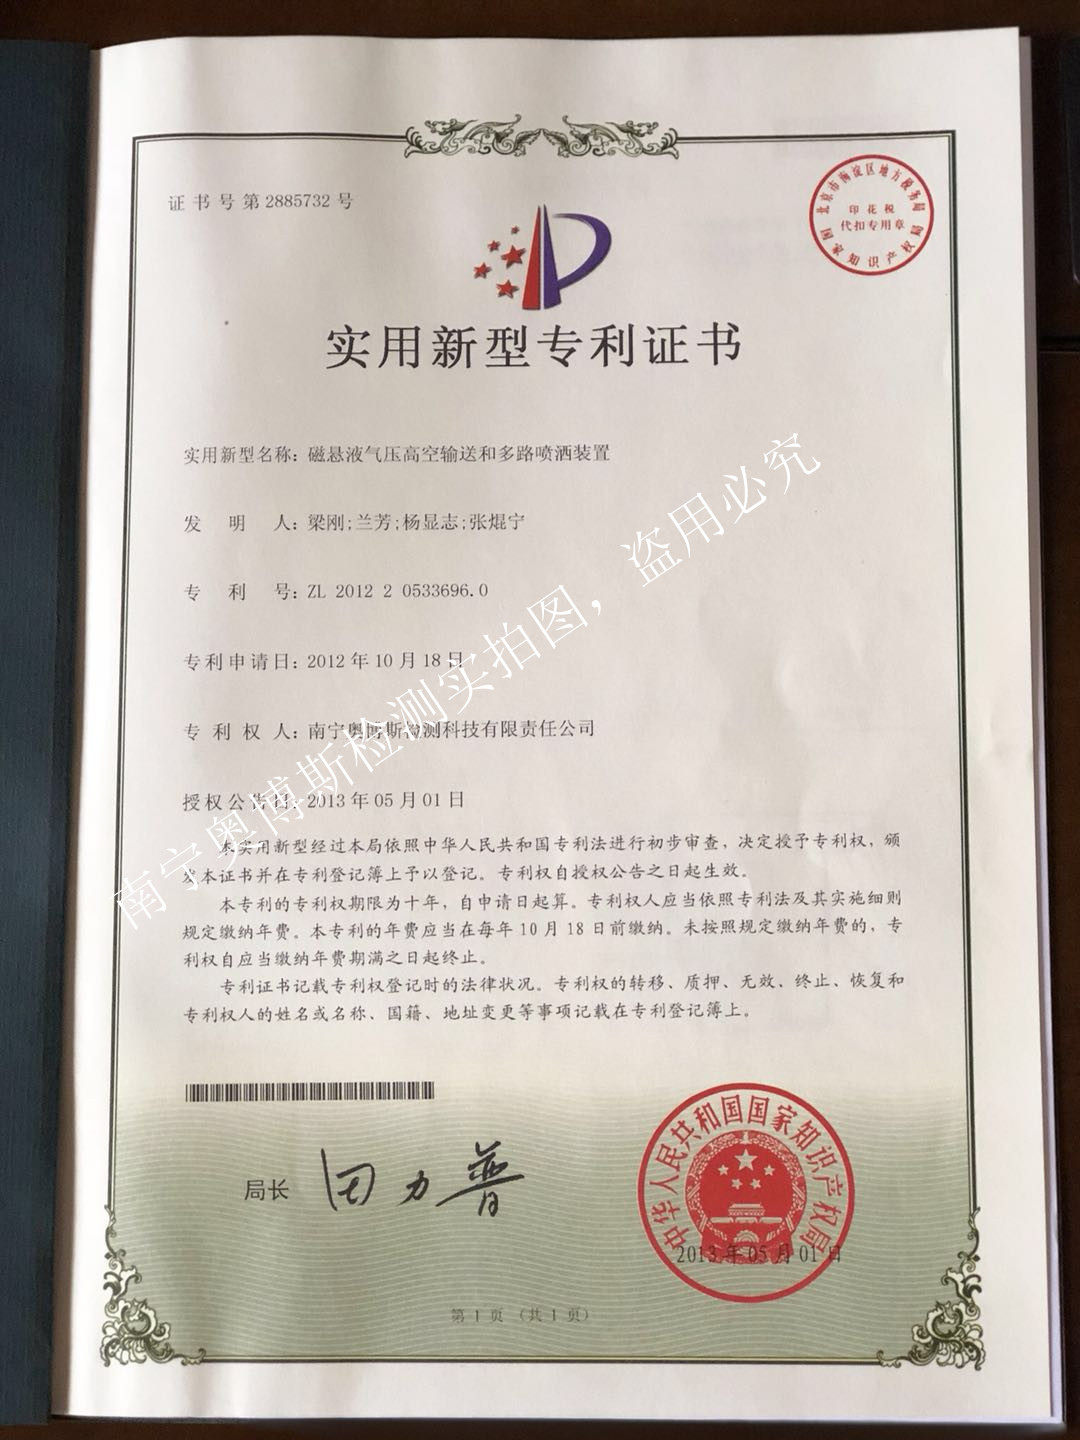 证书号第2885732号
北京市海淀区地方税务局
印花税
代扣专用章
国家知识产权局
实用新型专利证书
实用新型名称：磁悬液气压高空输送和多路喷洒装置
发明人：梁刚;兰芳;杨显志;张焜宁
专利号：ZL 2012 2 0533696.0
专利申请日：2012年10月18日
专利权人：南宁奥博斯检测科技有限责任公司
授权公告日：2013年05月01日
本实用新型经过本局依照中华人民共和国专利法进行初步审查，决定授予专利权，颁
发本证书并在专利登记簿上予以登记。专利权自授权公告之日起生效。
本专利的专利权期限为十年，自申请日起算。专利权人应当依照专利法及其实施细则
规定缴纳年费。本专利的年费应当在每年10月18日前缴纳。未按照规定缴纳年费的，专
利权自应当缴纳年费期满之日起终止。
专利证书记载专利权登记时的法律状况。专利权的转移、质押、无效、终止、恢复和
专利权人的姓名或名称、国籍、地址变更等事项记载在专利登记簿上。
南宁奥博斯检测实拍图，盗用必究
局长 田力普
中华人民共和国国家知识产权局
2013年05月01日
第1页（共1页）